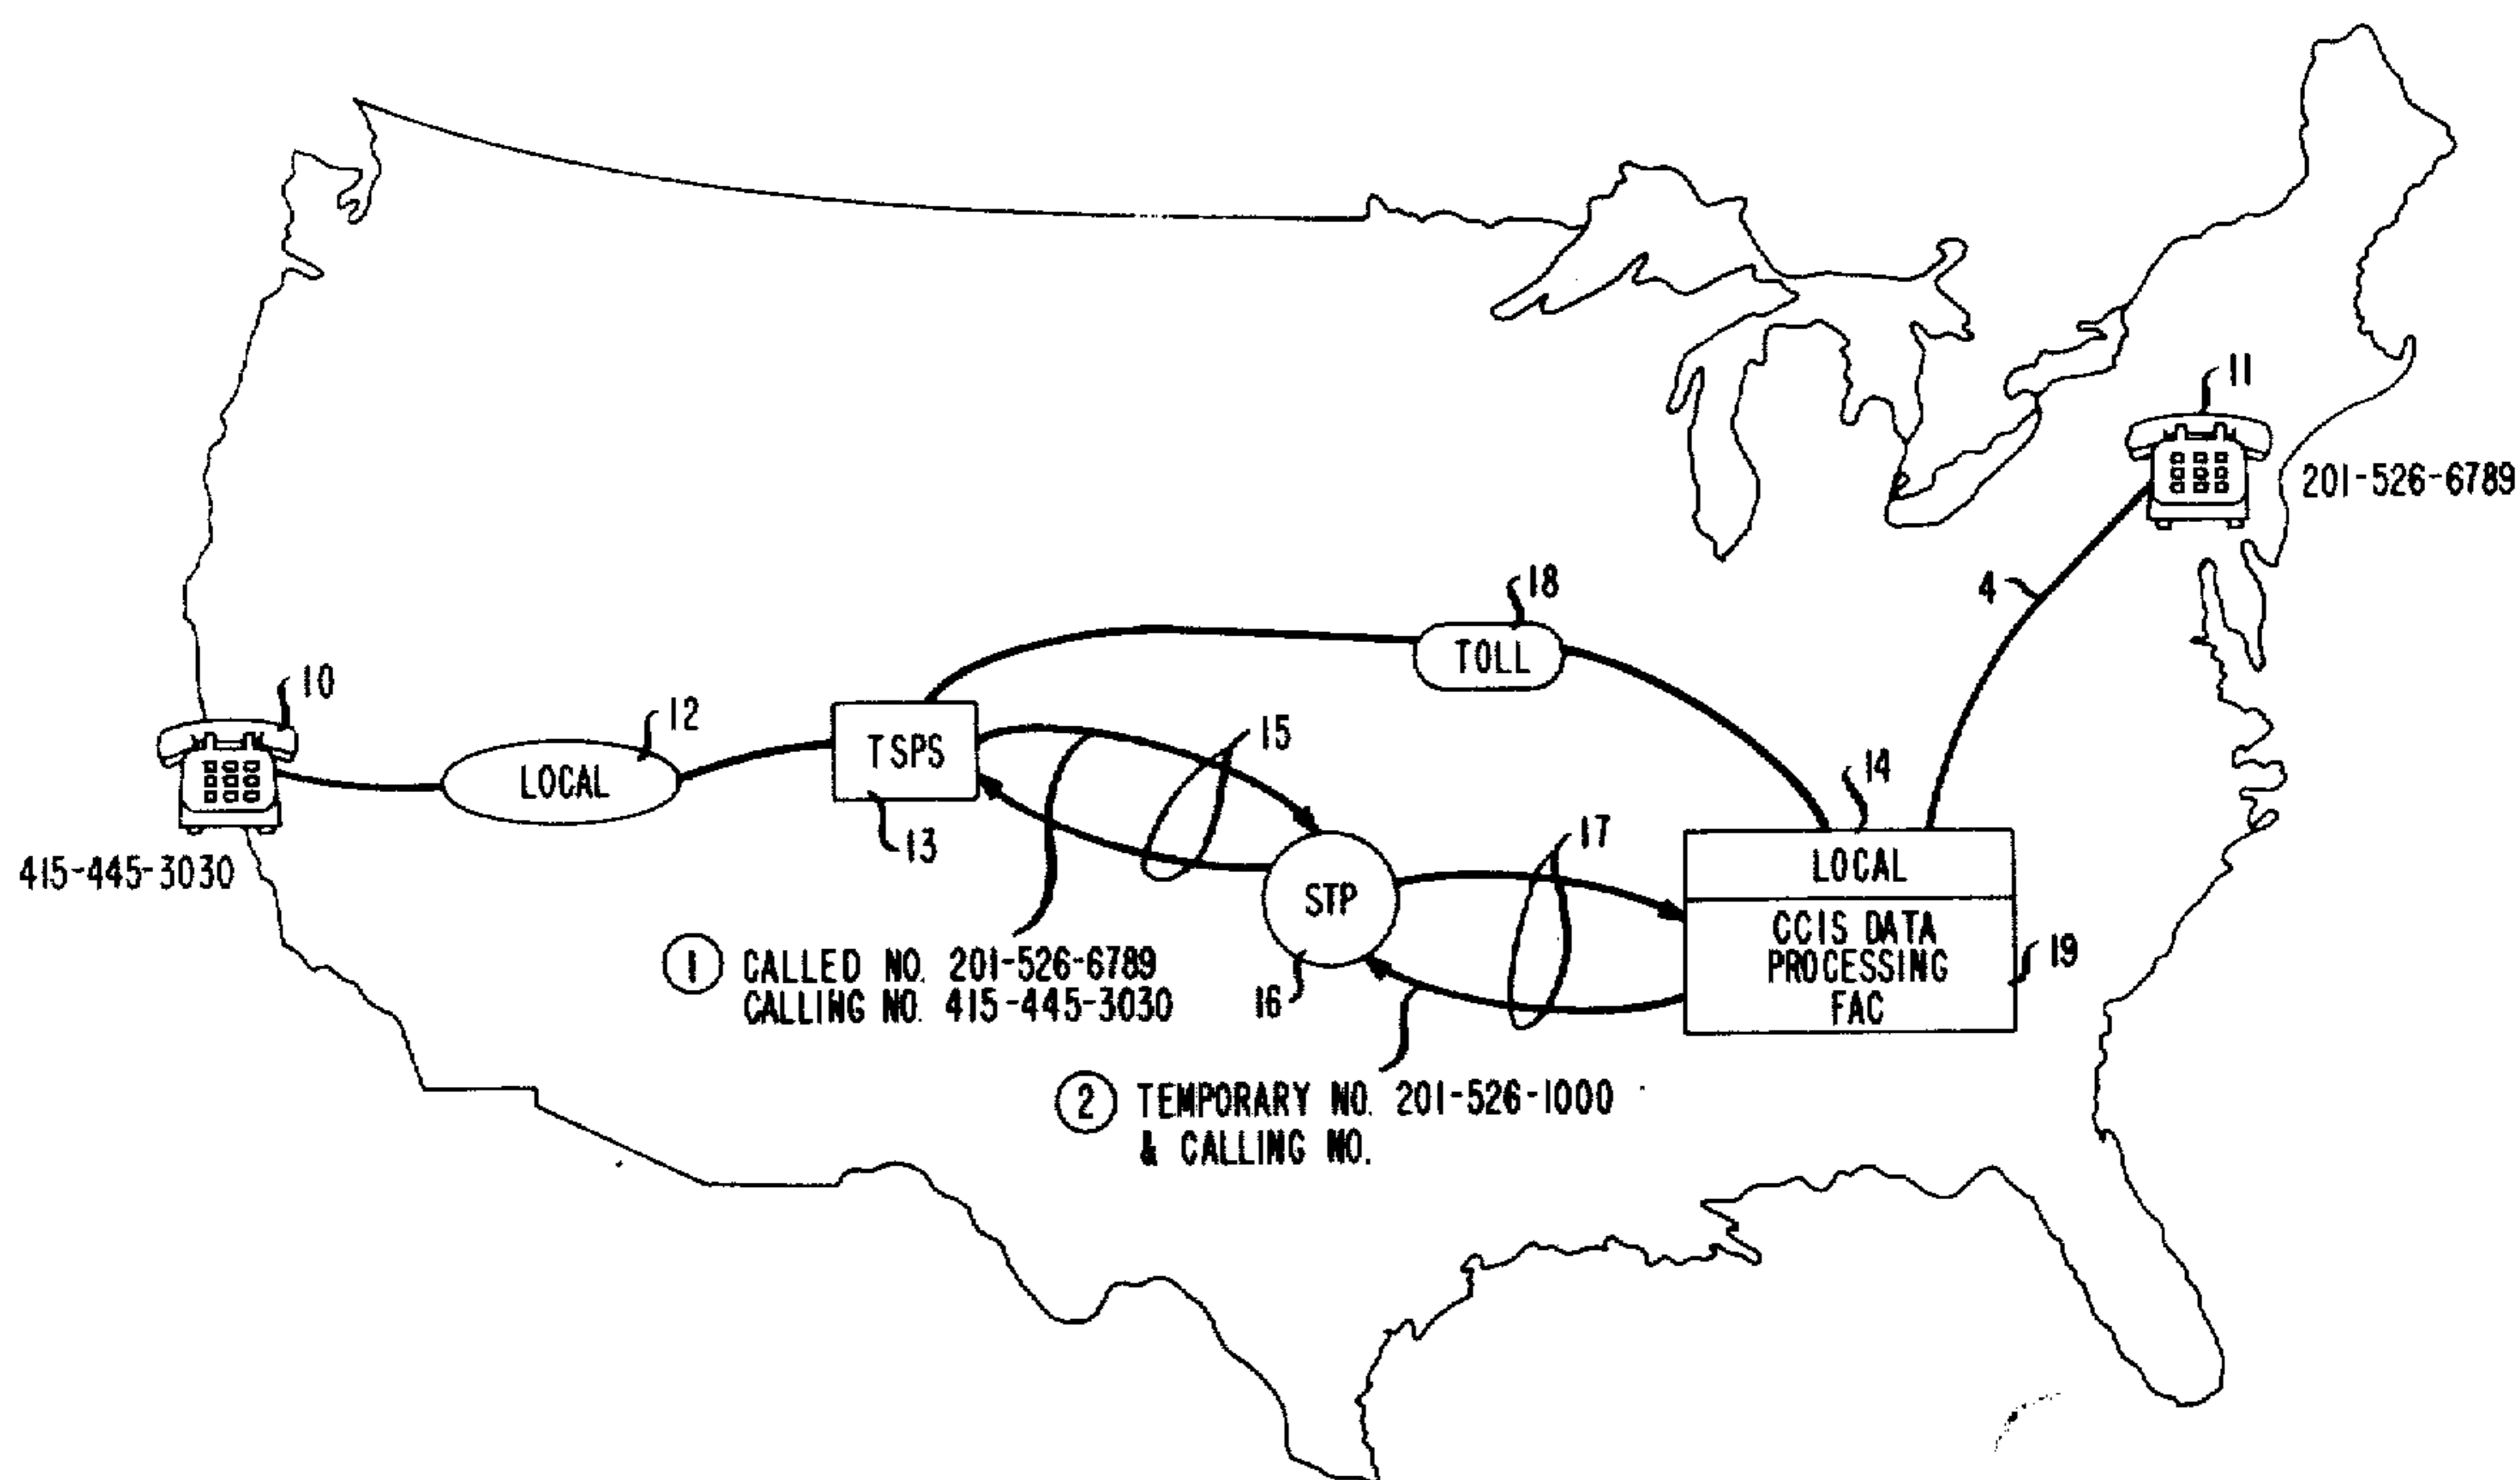 11
201-526-6789
4
18
TOLL
10
12
15
14
LOCAL
TSPS
13
17
415-445-3030
STP
LOCAL
CCIS DATA
PROCESSING
FAC
19
16
1 CALLED NO. 201-526-6789
CALLING NO. 415-445-3030
2 TEMPORARY NO. 201-526-1000
& CALLING NO.